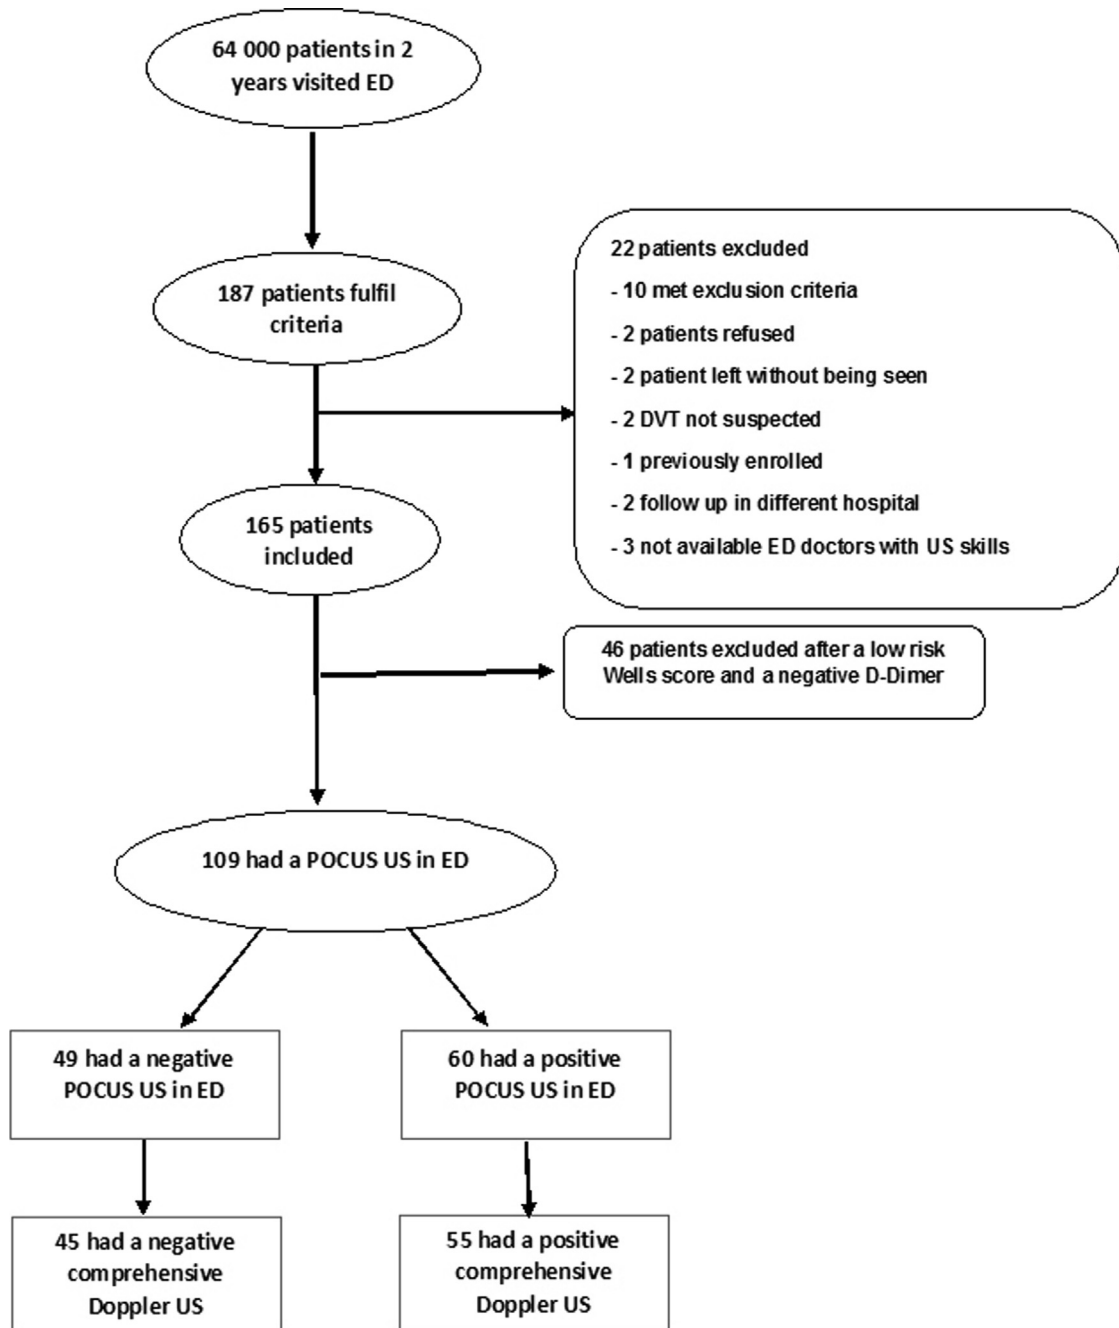 64 000 patients in 2
years visited ED
187 patients fulfil
criteria
22 patients excluded
- 10 met exclusion criteria
- 2 patients refused
- 2 patient left without being seen
- 2 DVT not suspected
- 1 previously enrolled
- 2 follow up in different hospital
- 3 not available ED doctors with US skills
165 patients
included
46 patients excluded after a low risk
Wells score and a negative D-Dimer
109 had a POCUS US in ED
49 had a negative
POCUS US in ED
60 had a positive
POCUS US in ED
45 had a negative
comprehensive
Doppler US
55 had a positive
comprehensive
Doppler US